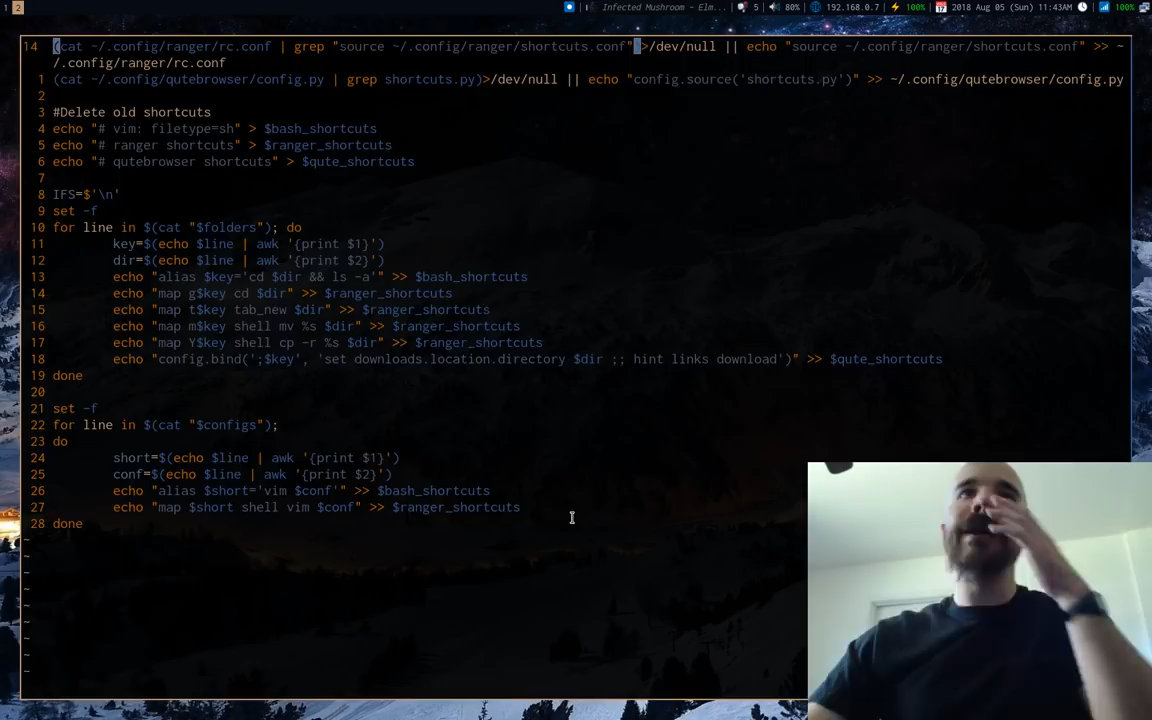 1 2 Infected Mushroom - Elm... 5 80% 192.168.0.7 100% 2018 Aug 05 (Sun) 11:43AM 100%
14 (cat ~/.config/ranger/rc.conf | grep "source ~/.config/ranger/shortcuts.conf")>/dev/null || echo "source ~/.config/ranger/shortcuts.conf" >> ~
/.config/ranger/rc.conf
1 (cat ~/.config/qutebrowser/config.py | grep shortcuts.py)>/dev/null || echo "config.source('shortcuts.py')" >> ~/.config/qutebrowser/config.py
2
3 #Delete old shortcuts
4 echo "# vim: filetype=sh" > $bash_shortcuts
5 echo "# ranger shortcuts" > $ranger_shortcuts
6 echo "# qutebrowser shortcuts" > $qute_shortcuts
7
8 IFS=$'\n'
9 set -f
10 for line in $(cat "$folders"); do
11 key=$(echo $line | awk '{print $1}')
12 dir=$(echo $line | awk '{print $2}')
13 echo "alias $key='cd $dir && ls -a'" >> $bash_shortcuts
14 echo "map g$key cd $dir" >> $ranger_shortcuts
15 echo "map t$key tab_new $dir" >> $ranger_shortcuts
16 echo "map m$key shell mv %s $dir" >> $ranger_shortcuts
17 echo "map Y$key shell cp -r %s $dir" >> $ranger_shortcuts
18 echo "config.bind(';$key', 'set downloads.location.directory $dir ;; hint links download')" >> $qute_shortcuts
19 done
20
21 set -f
22 for line in $(cat "$configs");
23 do
24 short=$(echo $line | awk '{print $1}')
25 conf=$(echo $line | awk '{print $2}')
26 echo "alias $short='vim $conf'" >> $bash_shortcuts
27 echo "map $short shell vim $conf" >> $ranger_shortcuts
28 done
~
~
~
~
~
~
~
~
~